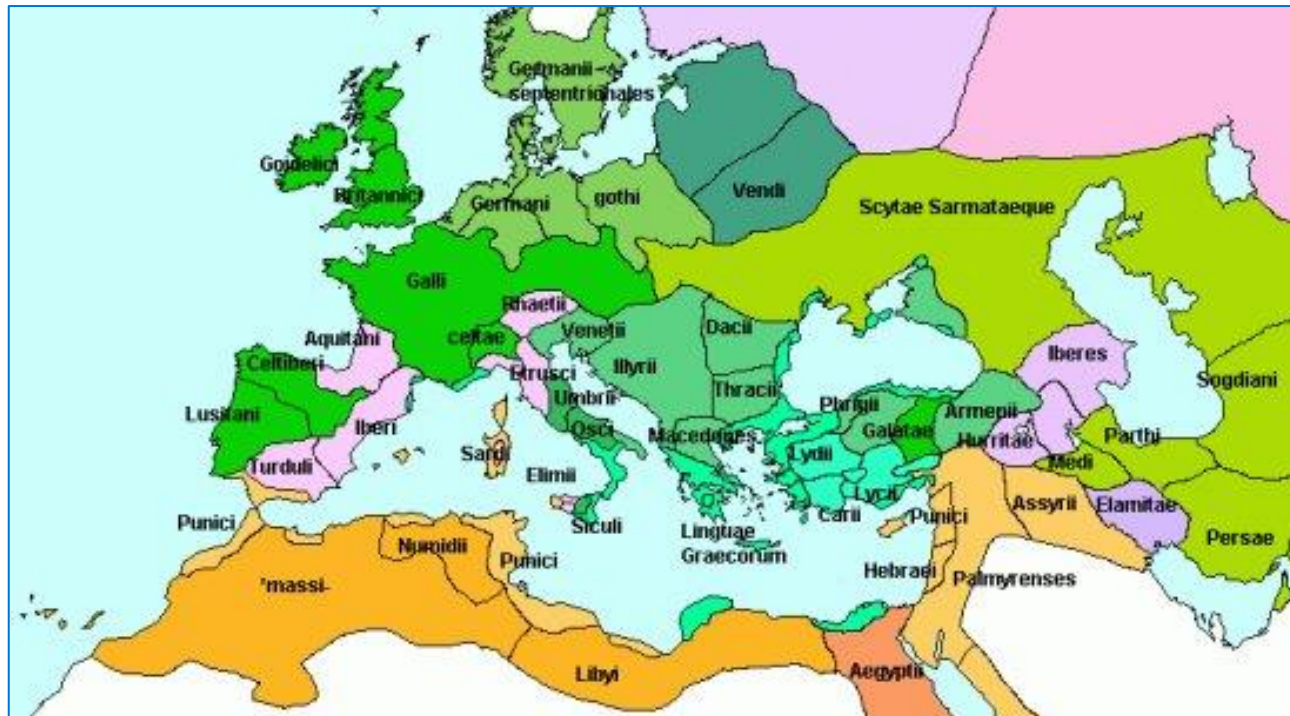 Germanii
septentrionales
Goidelici
Britannici
Germani
gothi
Vendi
Scytae Sarmataeque
Galli
Rhaetii
Aquitani
celtae
Venetii
Dacii
Iberes
Celtiberi
Etrusci
Illyrii
Sogdiani
Umbrii
Thracii
Phrigii
Armenii
Lusitani
Iberi
Osci
Macedones
Galatae
Hurritae
Parthi
Sardi
Lydii
Medi
Turduli
Elimii
Lycii
Assyrii
Elamitae
Punici
Siculi
Carii
Punici
Linguae
Graecorum
Persae
Numidii
Punici
Hebraei
Palmyrenses
'massi-
Libyi
Aegyptii